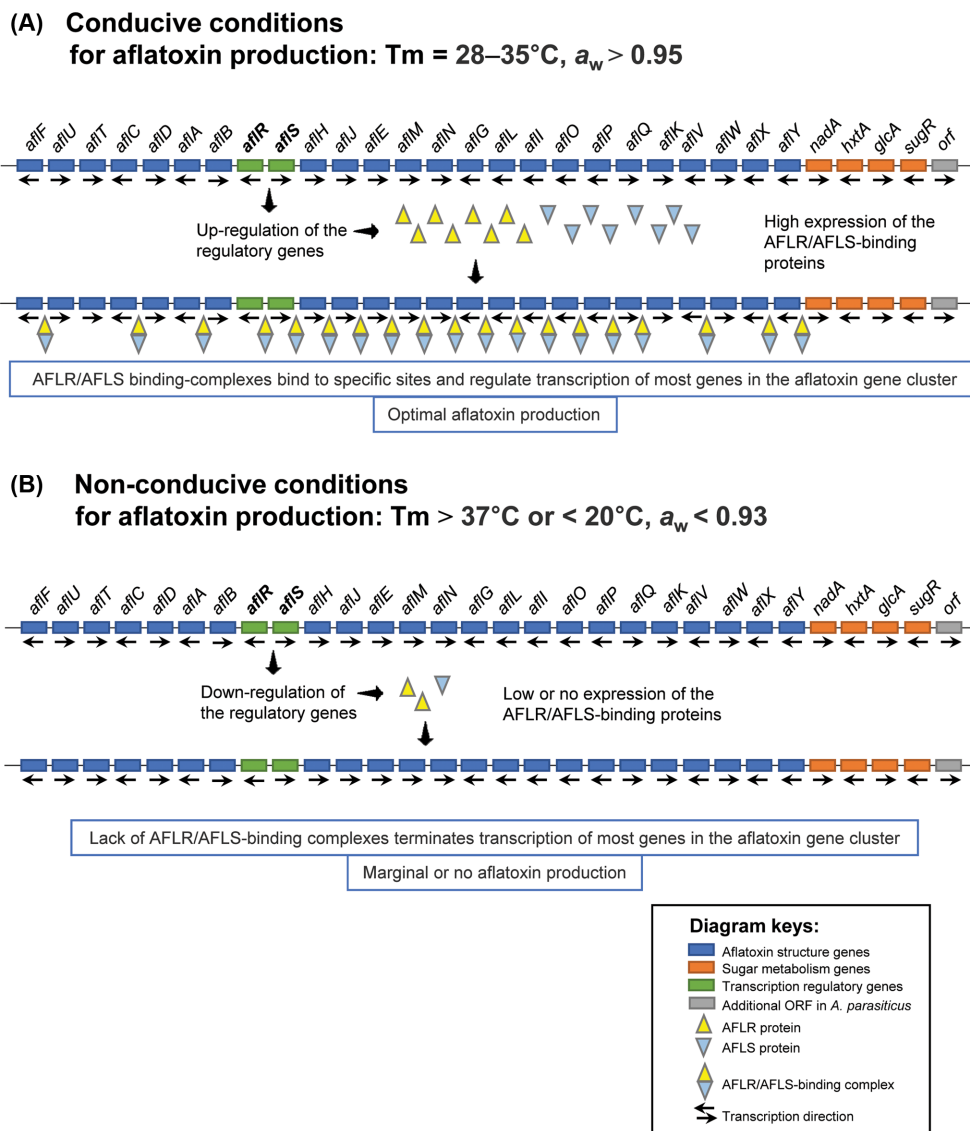 (A) Conducive conditions
for aflatoxin production: Tm = 28–35°C, aw > 0.95
aflF aflU aflT aflC aflD aflA aflB aflR aflS aflH aflJ aflE aflM aflN aflG aflL aflI aflO aflP aflQ aflK aflV aflW aflX aflY nadA hxtA glcA sugR orf
Up-regulation of the
regulatory genes
High expression of the
AFLR/AFLS-binding
proteins
AFLR/AFLS binding-complexes bind to specific sites and regulate transcription of most genes in the aflatoxin gene cluster
Optimal aflatoxin production
(B) Non-conducive conditions
for aflatoxin production: Tm > 37°C or < 20°C, aw < 0.93
aflF aflU aflT aflC aflD aflA aflB aflR aflS aflH aflJ aflE aflM aflN aflG aflL aflI aflO aflP aflQ aflK aflV aflW aflX aflY nadA hxtA glcA sugR orf
Down-regulation of
the regulatory genes
Low or no expression of the
AFLR/AFLS-binding proteins
Lack of AFLR/AFLS-binding complexes terminates transcription of most genes in the aflatoxin gene cluster
Marginal or no aflatoxin production
Diagram keys:
Aflatoxin structure genes
Sugar metabolism genes
Transcription regulatory genes
Additional ORF in A. parasiticus
AFLR protein
AFLS protein
AFLR/AFLS-binding complex
Transcription direction